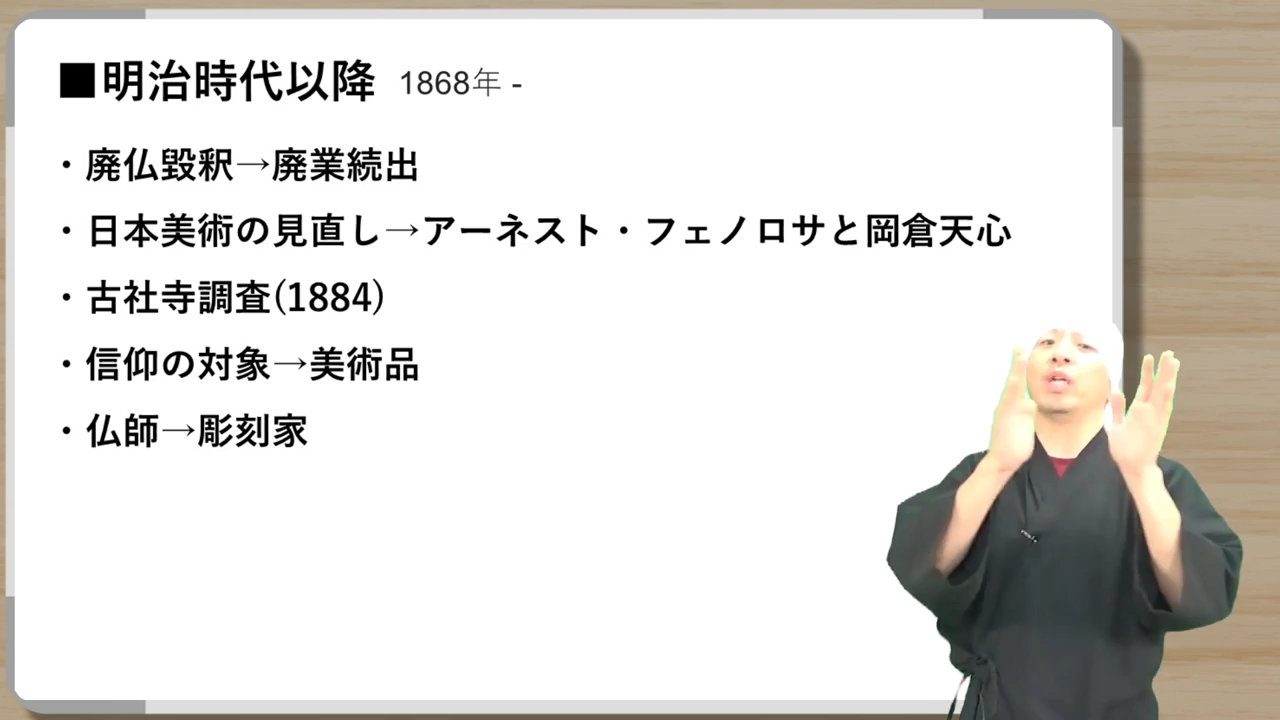 ■明治時代以降 1868年 -
・廃仏毀釈→廃業続出
・日本美術の見直し→アーネスト・フェノロサと岡倉天心
・古社寺調査(1884)
・信仰の対象→美術品
・仏師→彫刻家